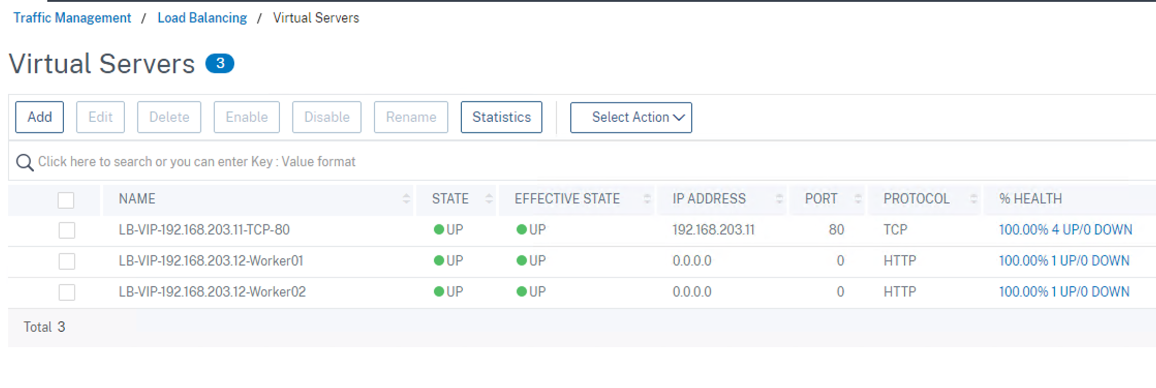 Traffic Management / Load Balancing / Virtual Servers
Virtual Servers 3
Add Edit Delete Enable Disable Rename Statistics Select Action
Click here to search or you can enter Key : Value format
NAME STATE EFFECTIVE STATE IP ADDRESS PORT PROTOCOL % HEALTH
LB-VIP-192.168.203.11-TCP-80 UP UP 192.168.203.11 80 TCP 100.00% 4 UP/0 DOWN
LB-VIP-192.168.203.12-Worker01 UP UP 0.0.0.0 0 HTTP 100.00% 1 UP/0 DOWN
LB-VIP-192.168.203.12-Worker02 UP UP 0.0.0.0 0 HTTP 100.00% 1 UP/0 DOWN
Total 3